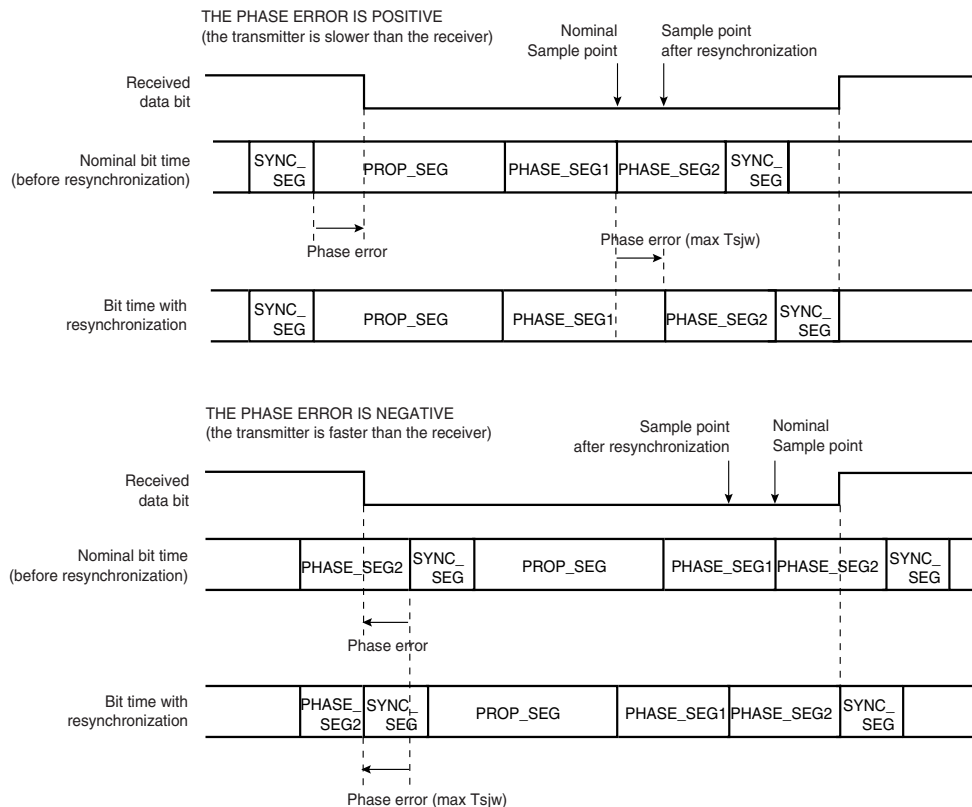 THE PHASE ERROR IS POSITIVE
(the transmitter is slower than the receiver)
Nominal
Sample point
Sample point
after resynchronization
Received
data bit
Nominal bit time
(before resynchronization)
SYNC_
SEG
PROP_SEG
PHASE_SEG1
PHASE_SEG2
SYNC_
SEG
Phase error
Phase error (max Tsjw)
Bit time with
resynchronization
SYNC_
SEG
PROP_SEG
PHASE_SEG1
PHASE_SEG2
SYNC_
SEG
THE PHASE ERROR IS NEGATIVE
(the transmitter is faster than the receiver)
Sample point
after resynchronization
Nominal
Sample point
Received
data bit
Nominal bit time
(before resynchronization)
PHASE_SEG2
SYNC_
SEG
PROP_SEG
PHASE_SEG1
PHASE_SEG2
SYNC_
SEG
Phase error
Bit time with
resynchronization
PHASE_
SEG2
SYNC_
SEG
PROP_SEG
PHASE_SEG1
PHASE_SEG2
SYNC_
SEG
Phase error (max Tsjw)